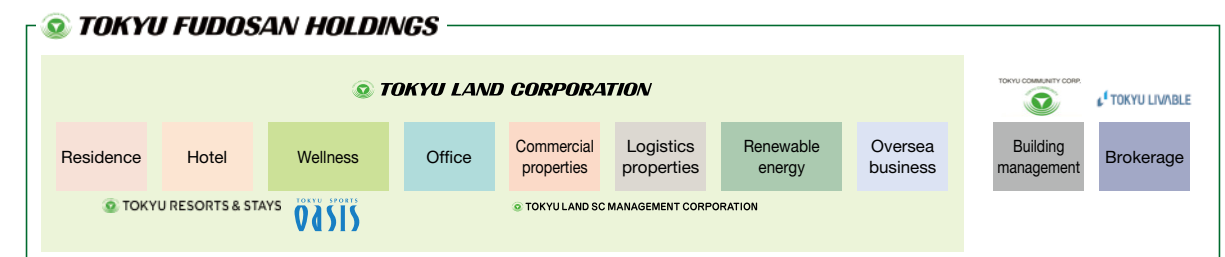 TOKYU FUDOSAN HOLDINGS
TOKYU LAND CORPORATION
TOKYU COMMUNITY CORP.
TOKYU LIVABLE
Residence
Hotel
Wellness
Office
Commercial
properties
Logistics
properties
Renewable
energy
Oversea
business
Building
management
Brokerage
TOKYU RESORTS & STAYS
TOKYU SPORTS
OASIS
TOKYU LAND SC MANAGEMENT CORPORATION